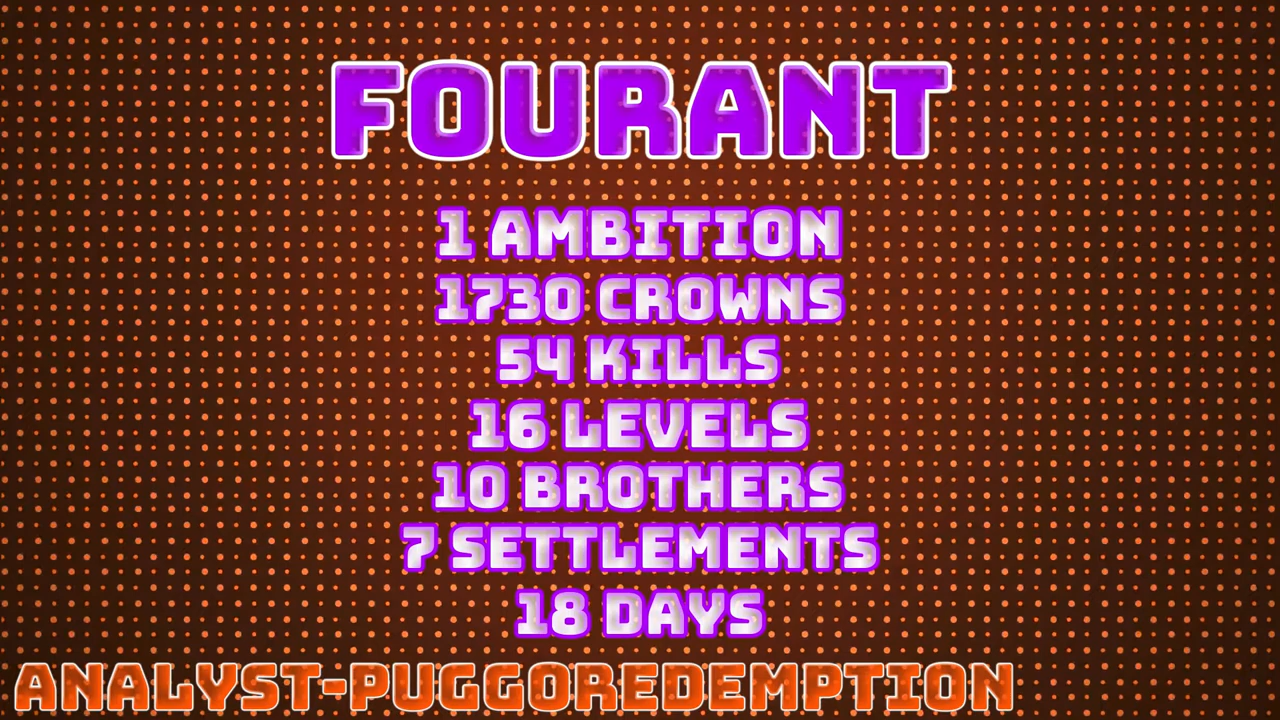 FOURANT
1 AMBITION
1730 CROWNS
54 KILLS
16 LEVELS
10 BROTHERS
7 SETTLEMENTS
18 DAYS
ANALYST-PUGGOREDEMPTION